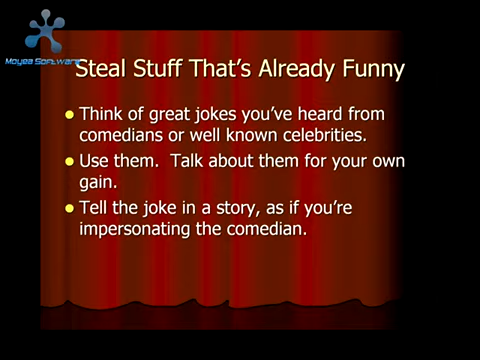 Moyea Software
Steal Stuff That's Already Funny
Think of great jokes you've heard from
comedians or well known celebrities.
Use them.  Talk about them for your own
gain.
Tell the joke in a story, as if you're
impersonating the comedian.